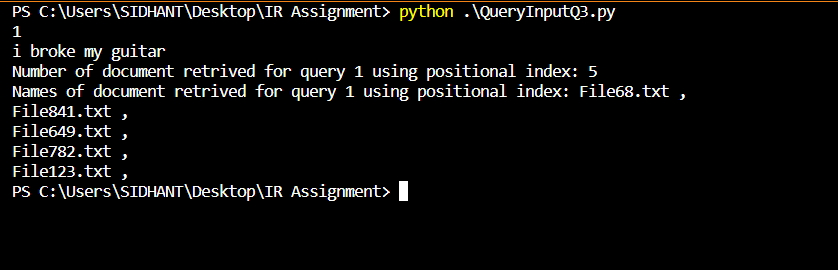 PS C:\Users\SIDHANT\Desktop\IR Assignment> python .\QueryInputQ3.py
1
i broke my guitar
Number of document retrived for query 1 using positional index: 5
Names of document retrived for query 1 using positional index: File68.txt ,
File841.txt ,
File649.txt ,
File782.txt ,
File123.txt ,
PS C:\Users\SIDHANT\Desktop\IR Assignment>